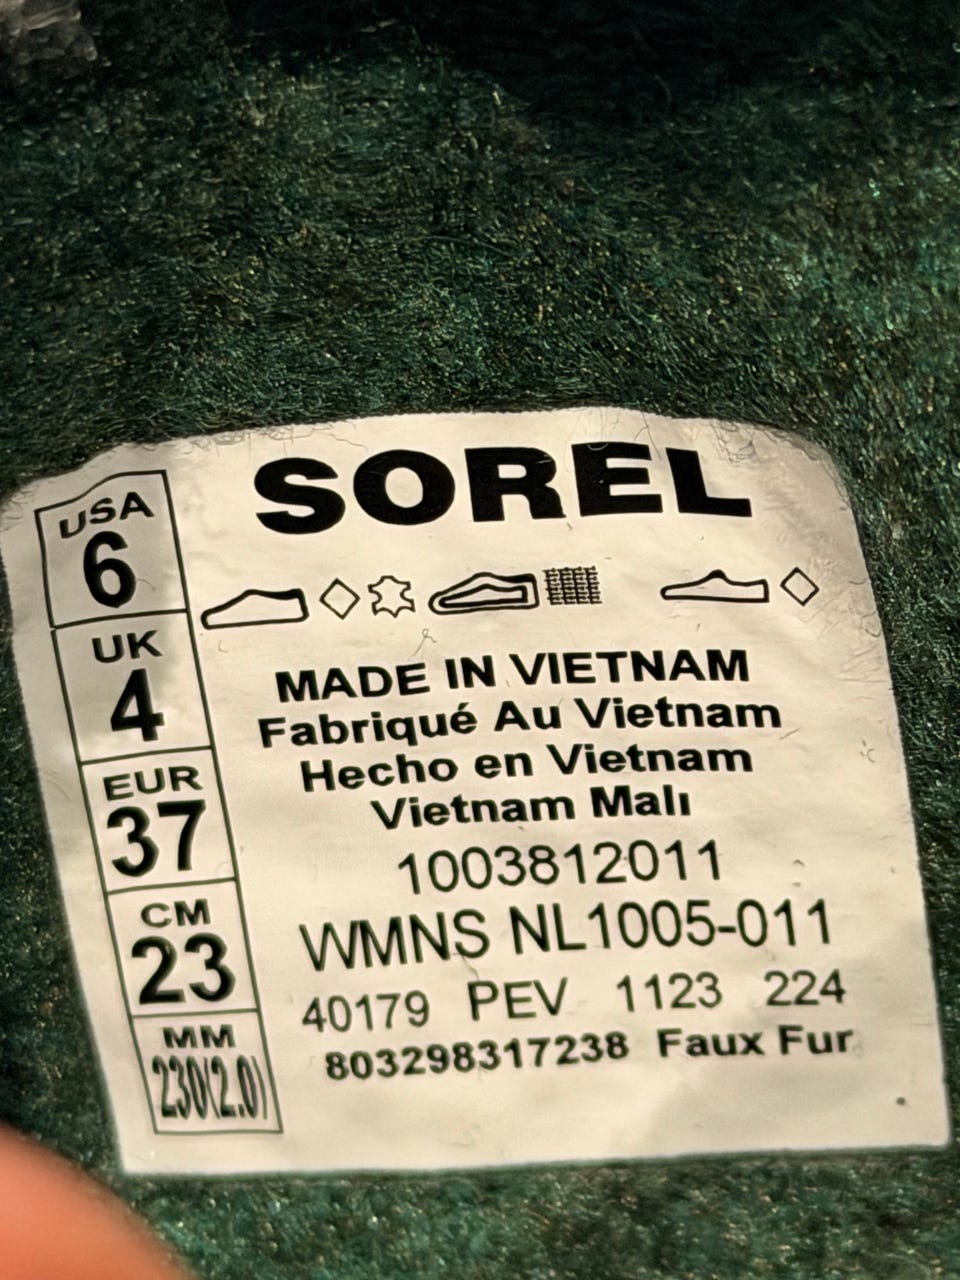 SOREL
USA
6
UK
4
EUR
37
CM
23
MM
230(2.0)
MADE IN VIETNAM
Fabriqué Au Vietnam
Hecho en Vietnam
Vietnam Malı
1003812011
WMNS NL1005-011
40179 PEV 1123 224
803298317238 Faux Fur